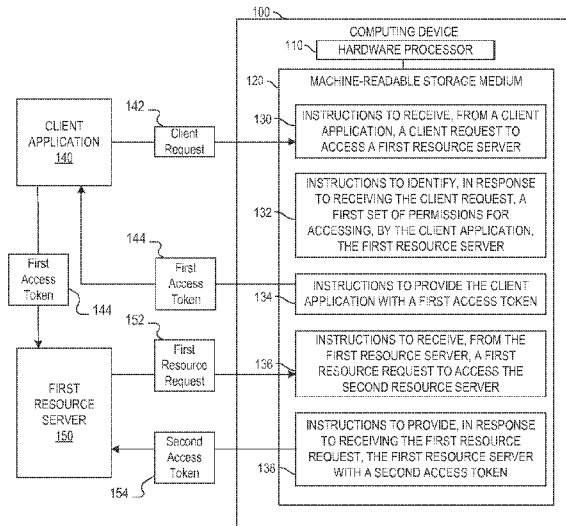 100
COMPUTING DEVICE
110
HARDWARE PROCESSOR
120
MACHINE-READABLE STORAGE MEDIUM
130
INSTRUCTIONS TO RECEIVE, FROM A CLIENT
APPLICATION, A CLIENT REQUEST TO
ACCESS A FIRST RESOURCE SERVER
CLIENT
APPLICATION
140
142
Client
Request
132
INSTRUCTIONS TO IDENTIFY, IN RESPONSE
TO RECEIVING THE CLIENT REQUEST, A
FIRST SET OF PERMISSIONS FOR
ACCESSING, BY THE CLIENT APPLICATION,
THE FIRST RESOURCE SERVER
First
Access
Token
144
144
First
Access
Token
134
INSTRUCTIONS TO PROVIDE THE CLIENT
APPLICATION WITH A FIRST ACCESS TOKEN
152
First
Resource
Request
136
INSTRUCTIONS TO RECEIVE, FROM THE
FIRST RESOURCE SERVER, A FIRST
RESOURCE REQUEST TO ACCESS THE
SECOND RESOURCE SERVER
FIRST
RESOURCE
SERVER
150
Second
Access
Token
154
138
INSTRUCTIONS TO PROVIDE, IN RESPONSE
TO RECEIVING THE FIRST RESOURCE
REQUEST, THE FIRST RESOURCE SERVER
WITH A SECOND ACCESS TOKEN